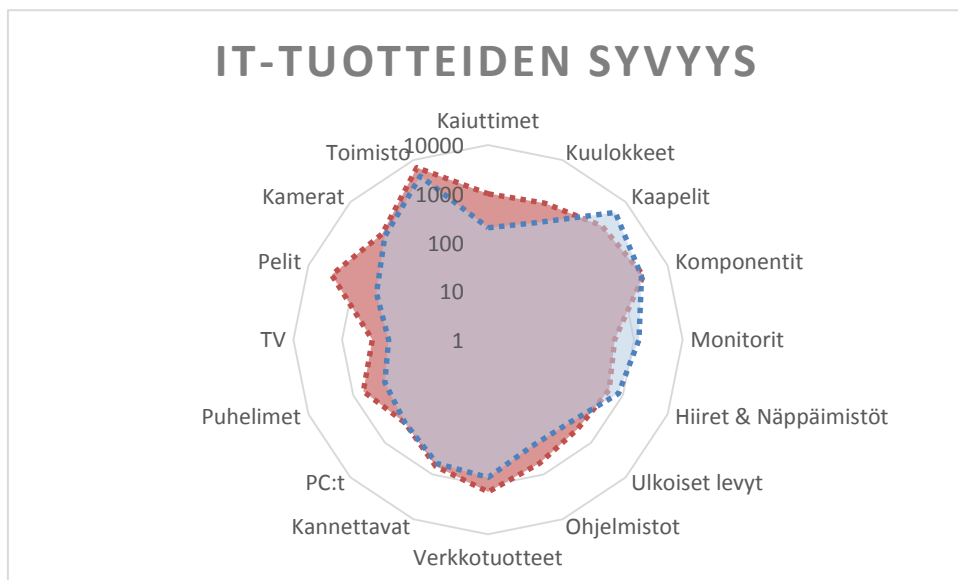 IT-TUOTTEIDEN SYVYYS
Kaiuttimet
Kuulokkeet
Kaapelit
Komponentit
Monitorit
Hiiret & Näppäimistöt
Ulkoiset levyt
Ohjelmistot
Verkkotuotteet
Kannettavat
PC:t
Puhelimet
TV
Pelit
Kamerat
Toimisto
10000
1000
100
10
1